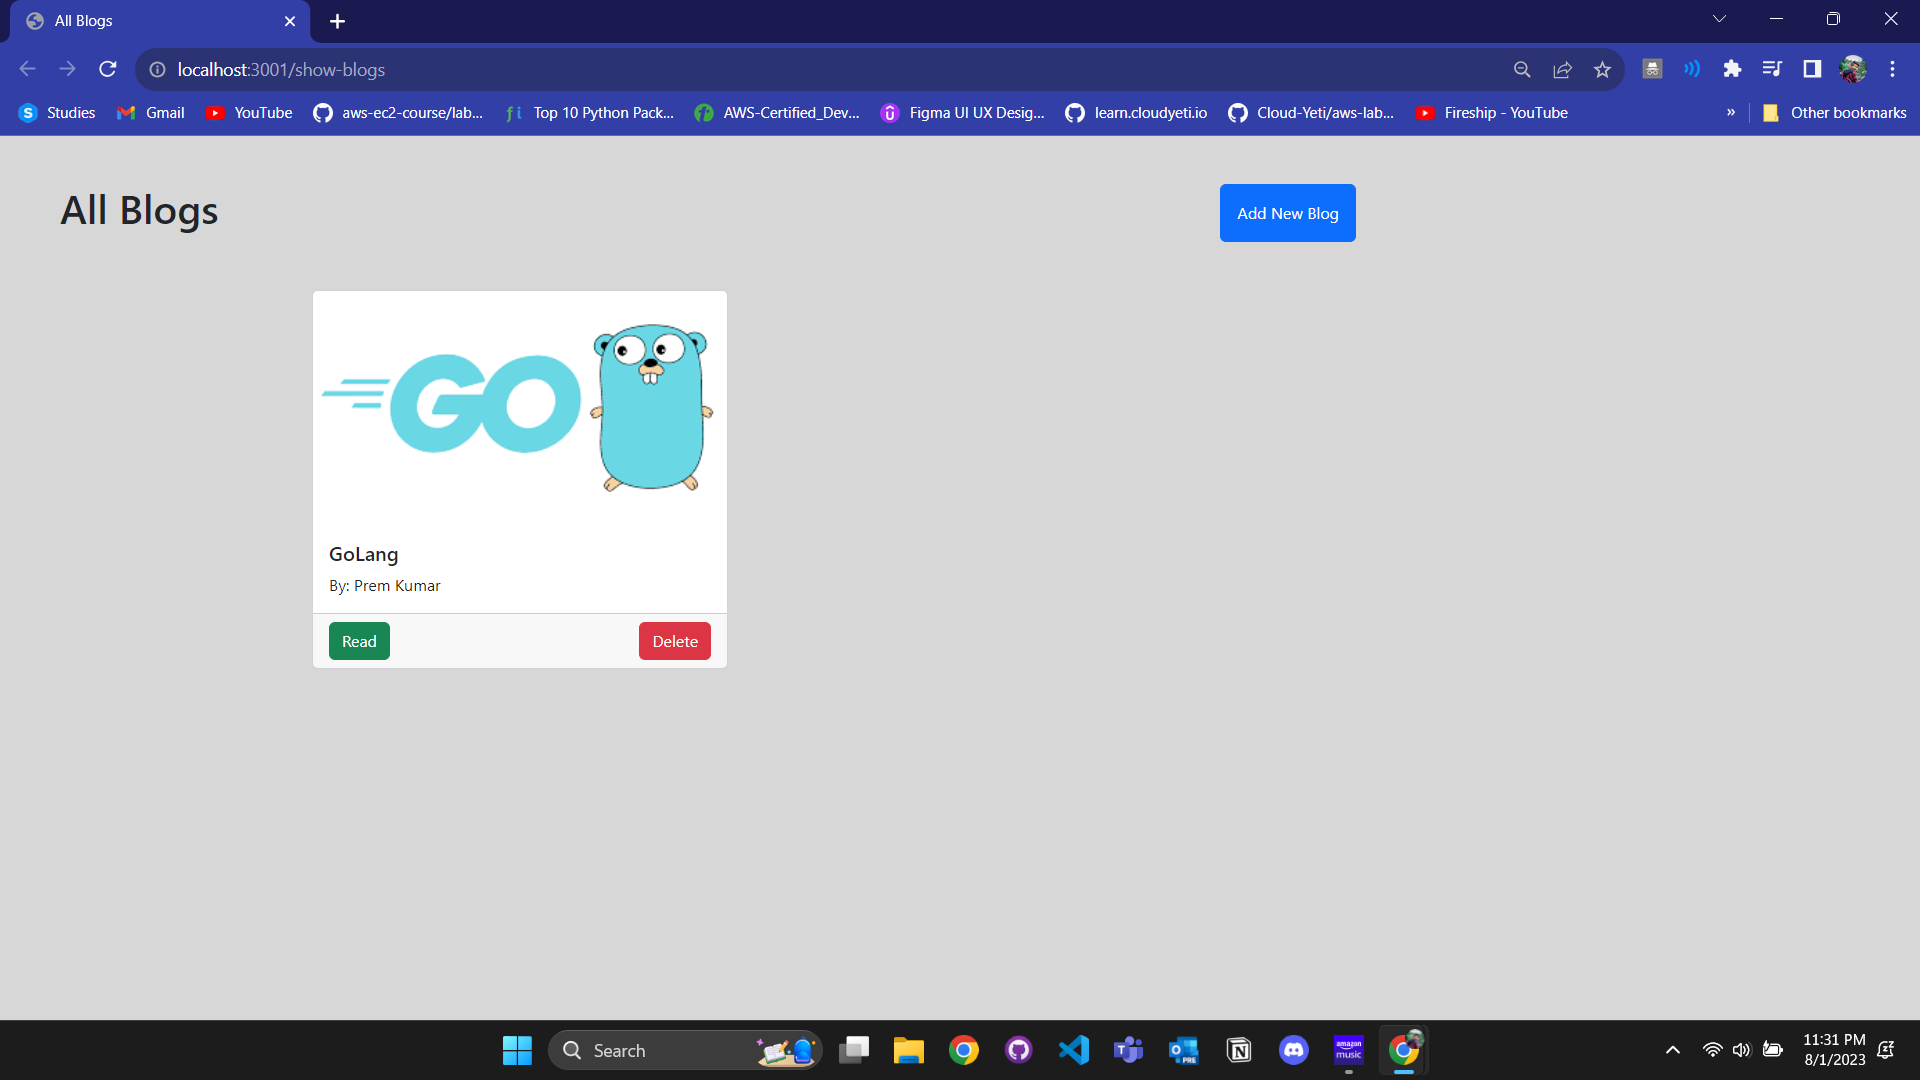 All Blogs
localhost:3001/show-blogs
Studies
Gmail
YouTube
aws-ec2-course/lab...
fi
Top 10 Python Pack...
AWS-Certified_Dev...
Figma UI UX Desig...
learn.cloudyeti.io
Cloud-Yeti/aws-lab...
Fireship - YouTube
»
Other bookmarks
All Blogs
Add New Blog
GO
GoLang
By: Prem Kumar
Read
Delete
Search
PRE
amazon
music
11:31 PM
8/1/2023